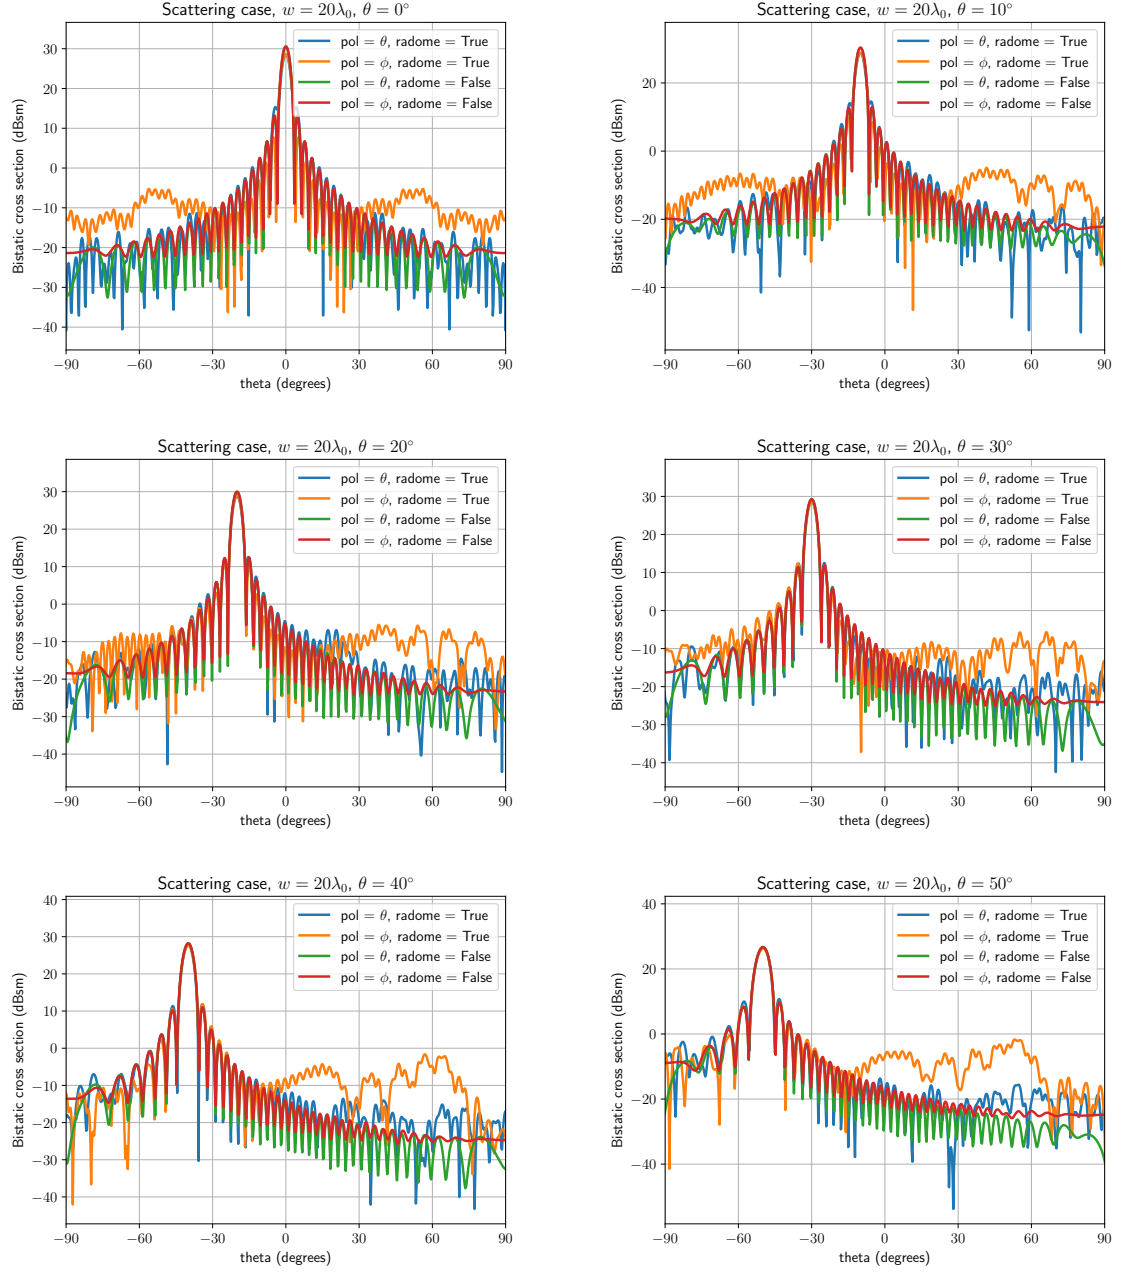 Scattering case, w = 20λ₀, θ = 0°
Bistatic cross section (dBsm)
30
20
10
0
−10
−20
−30
−40
pol = θ, radome = True
pol = ϕ, radome = True
pol = θ, radome = False
pol = ϕ, radome = False
−90 −60 −30 0 30 60 90
theta (degrees)
Scattering case, w = 20λ₀, θ = 10°
Bistatic cross section (dBsm)
20
0
−20
−40
pol = θ, radome = True
pol = ϕ, radome = True
pol = θ, radome = False
pol = ϕ, radome = False
−90 −60 −30 0 30 60 90
theta (degrees)
Scattering case, w = 20λ₀, θ = 20°
Bistatic cross section (dBsm)
30
20
10
0
−10
−20
−30
−40
pol = θ, radome = True
pol = ϕ, radome = True
pol = θ, radome = False
pol = ϕ, radome = False
−90 −60 −30 0 30 60 90
theta (degrees)
Scattering case, w = 20λ₀, θ = 30°
Bistatic cross section (dBsm)
30
20
10
0
−10
−20
−30
−40
pol = θ, radome = True
pol = ϕ, radome = True
pol = θ, radome = False
pol = ϕ, radome = False
−90 −60 −30 0 30 60 90
theta (degrees)
Scattering case, w = 20λ₀, θ = 40°
Bistatic cross section (dBsm)
40
30
20
10
0
−10
−20
−30
−40
pol = θ, radome = True
pol = ϕ, radome = True
pol = θ, radome = False
pol = ϕ, radome = False
−90 −60 −30 0 30 60 90
theta (degrees)
Scattering case, w = 20λ₀, θ = 50°
Bistatic cross section (dBsm)
40
20
0
−20
−40
pol = θ, radome = True
pol = ϕ, radome = True
pol = θ, radome = False
pol = ϕ, radome = False
−90 −60 −30 0 30 60 90
theta (degrees)